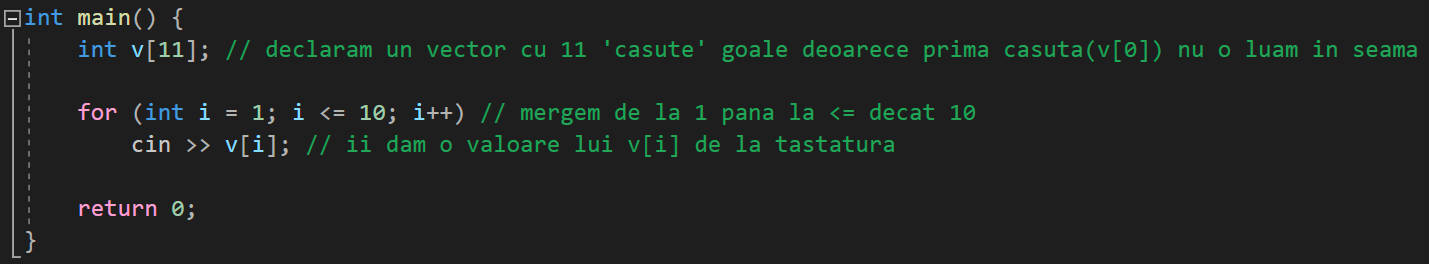 int main() {
int v[11]; // declaram un vector cu 11 'casute' goale deoarece prima casuta(v[0]) nu o luam in seama
for (int i = 1; i <= 10; i++) // mergem de la 1 pana la <= decat 10
cin >> v[i]; // ii dam o valoare lui v[i] de la tastatura
return 0;
}